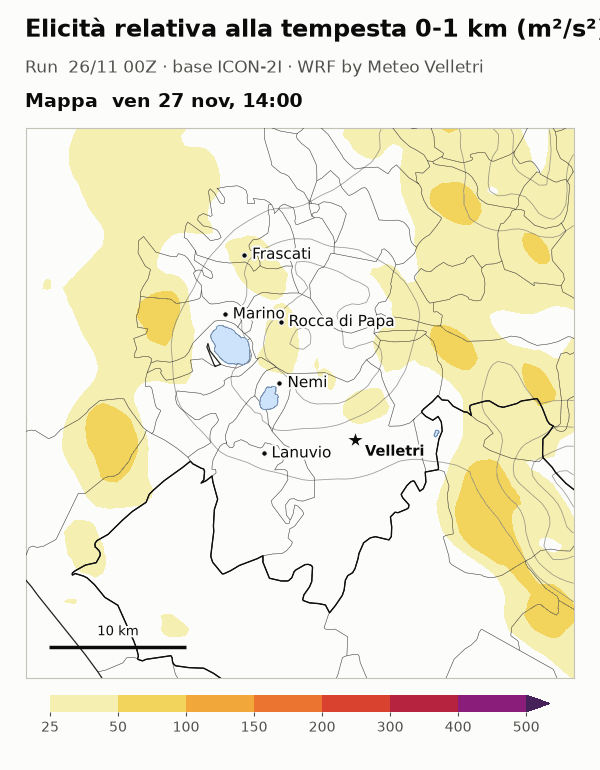 Elicità relativa alla tempesta 0-1 km (m²/s²)
Run 26/11 00Z · base ICON-2I · WRF by Meteo Velletri
Mappa ven 27 nov, 14:00
Frascati
Marino
Rocca di Papa
Nemi
Velletri
Lanuvio
10 km
25 50 100 150 200 300 400 500